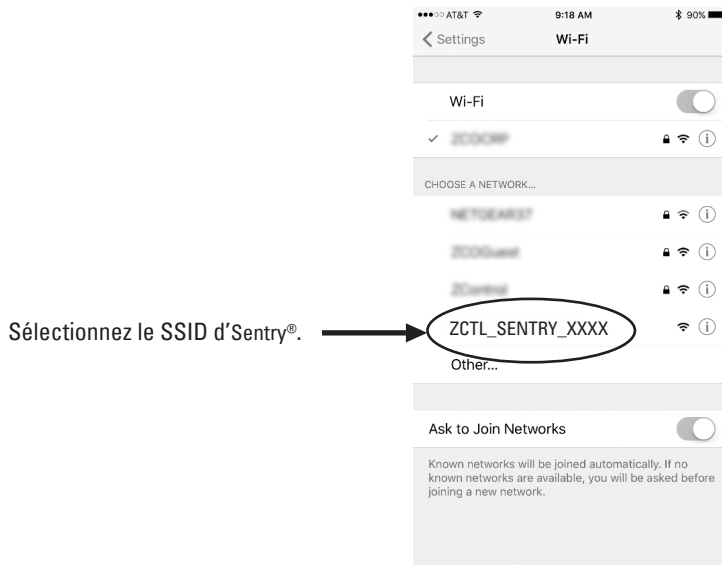 AT&T 9:18 AM 90%
Settings Wi-Fi
Wi-Fi
CHOOSE A NETWORK...
Sélectionnez le SSID d'Sentry®.
ZCTL_SENTRY_XXXX
Other...
Ask to Join Networks
Known networks will be joined automatically. If no
known networks are available, you will be asked before
joining a new network.